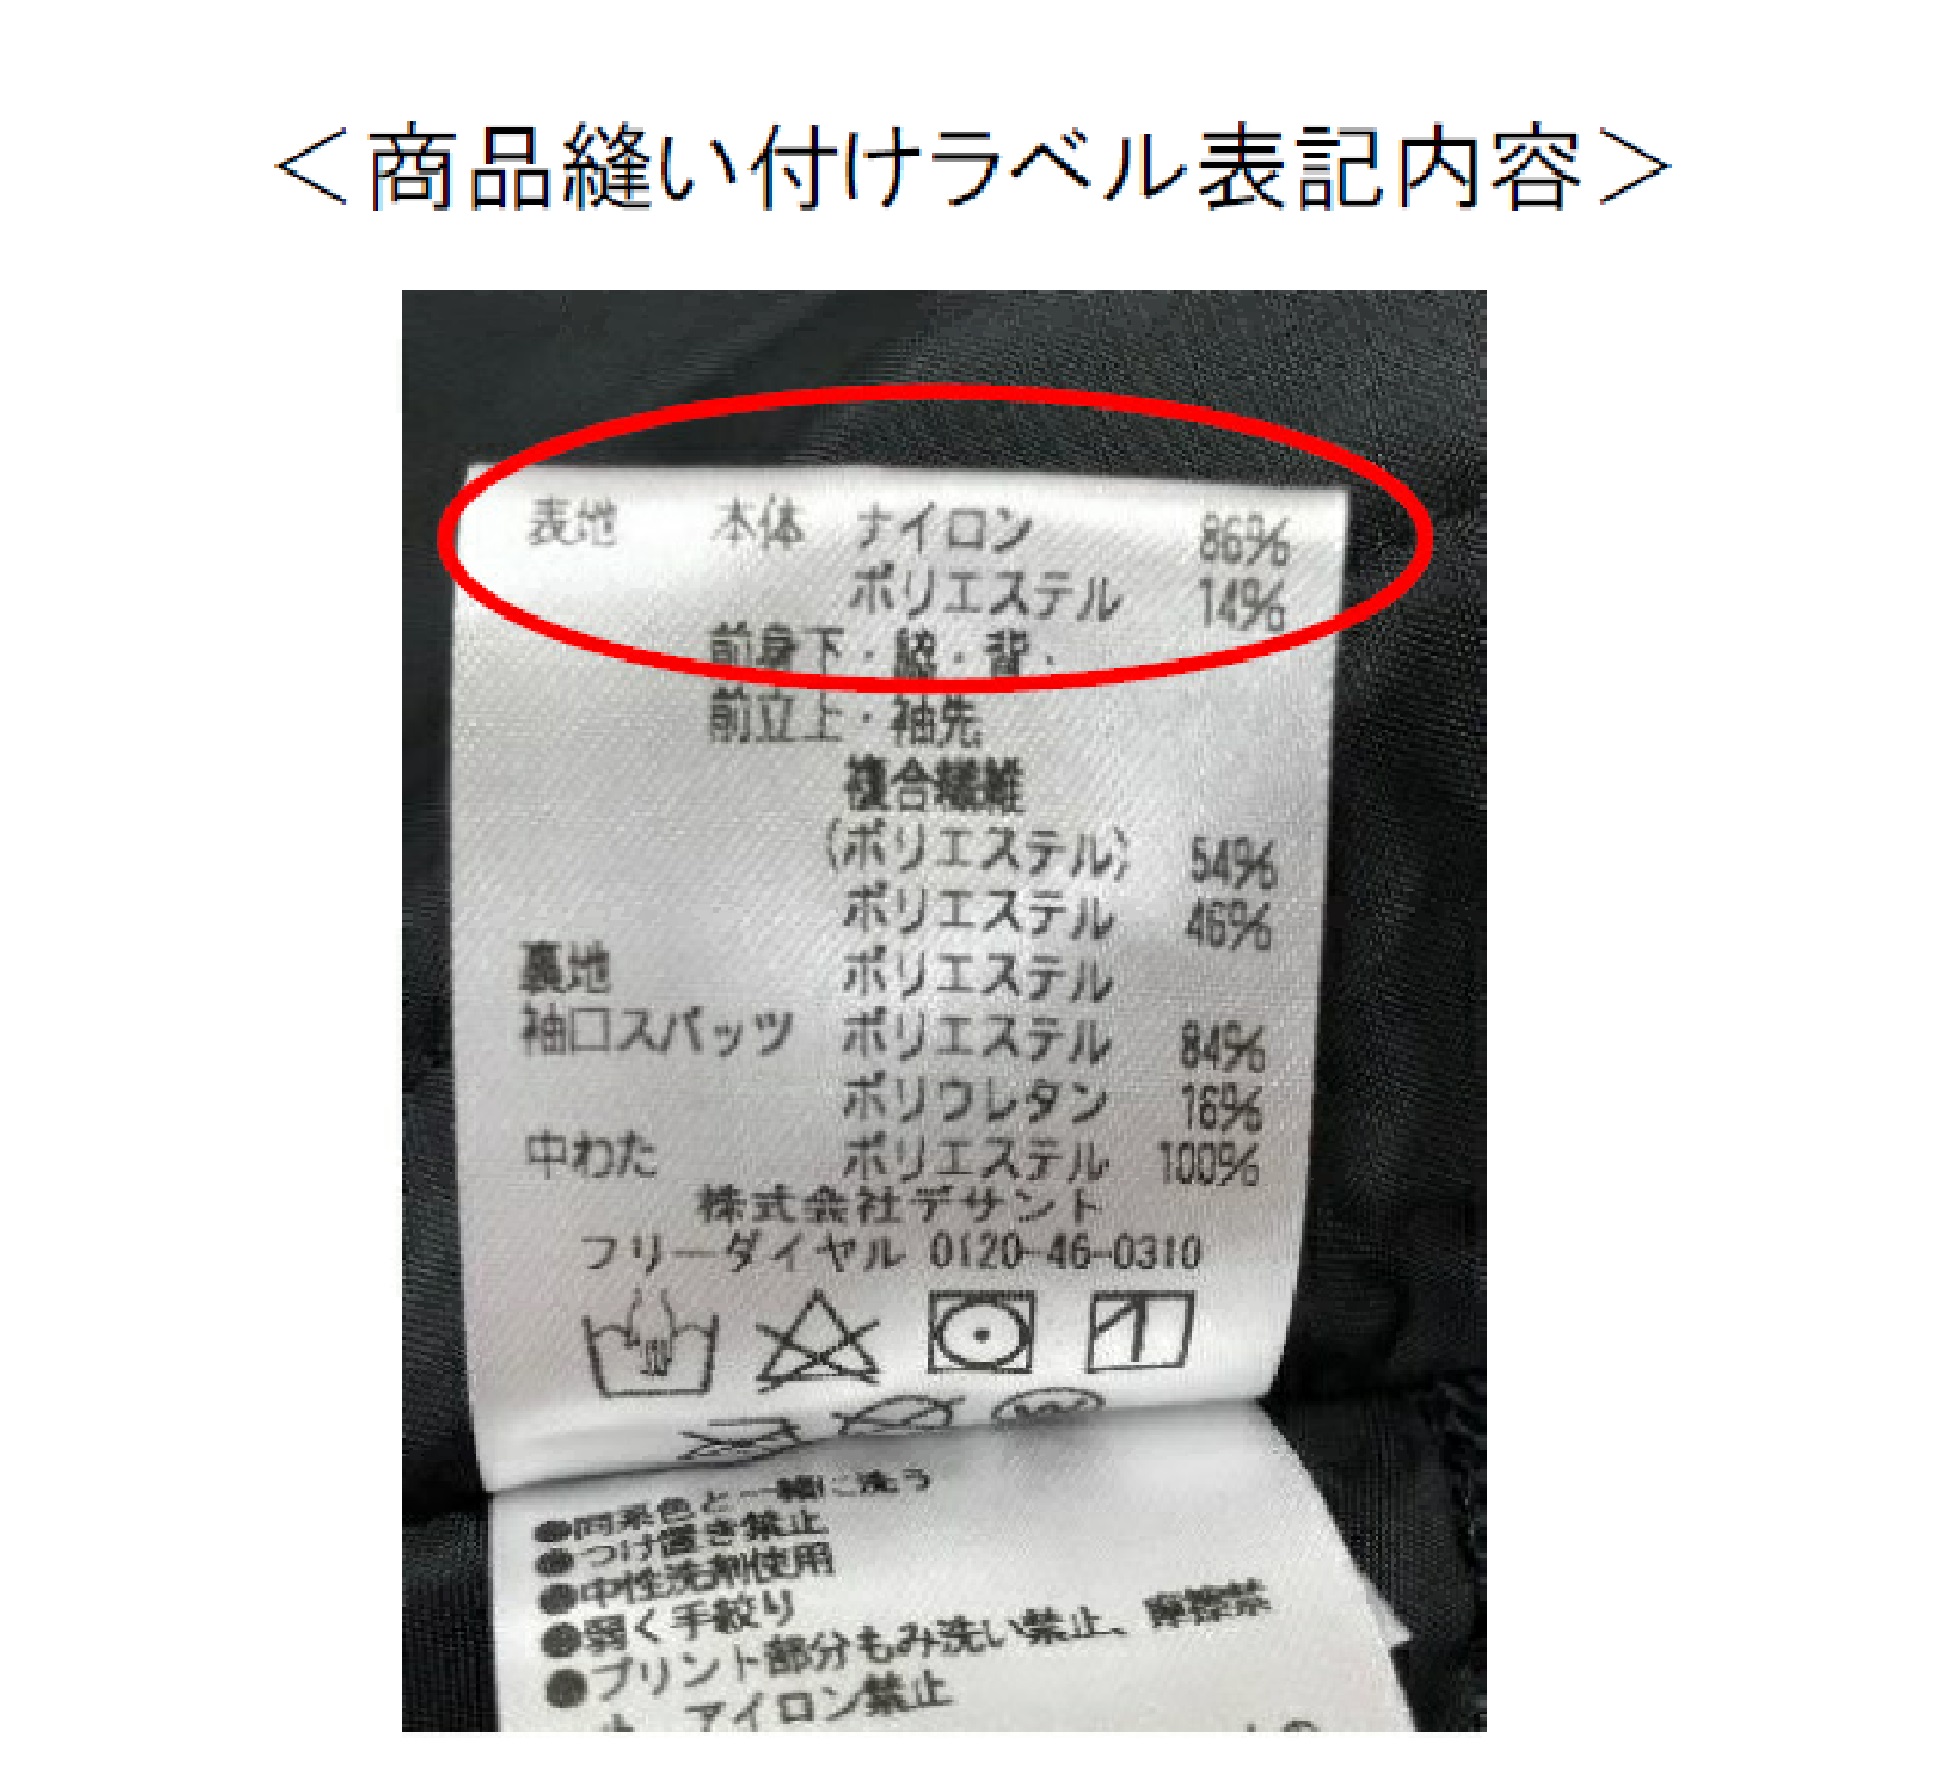 ＜商品縫い付けラベル表記内容＞
表地 本体 ナイロン 86%
ポリエステル 14%
前身下・脇・背・
前立上・袖先
複合繊維
(ポリエステル) 54%
ポリエステル 46%
裏地 ポリエステル
袖口スパッツ ポリエステル 84%
ポリウレタン 16%
中わた ポリエステル 100%
株式会社デサント
フリーダイヤル 0120-46-0310
●同系色と一緒に洗う
●つけ置き禁止
●中性洗剤使用
●弱く手絞り
●プリント部分もみ洗い禁止、摩擦禁
アイロン禁止